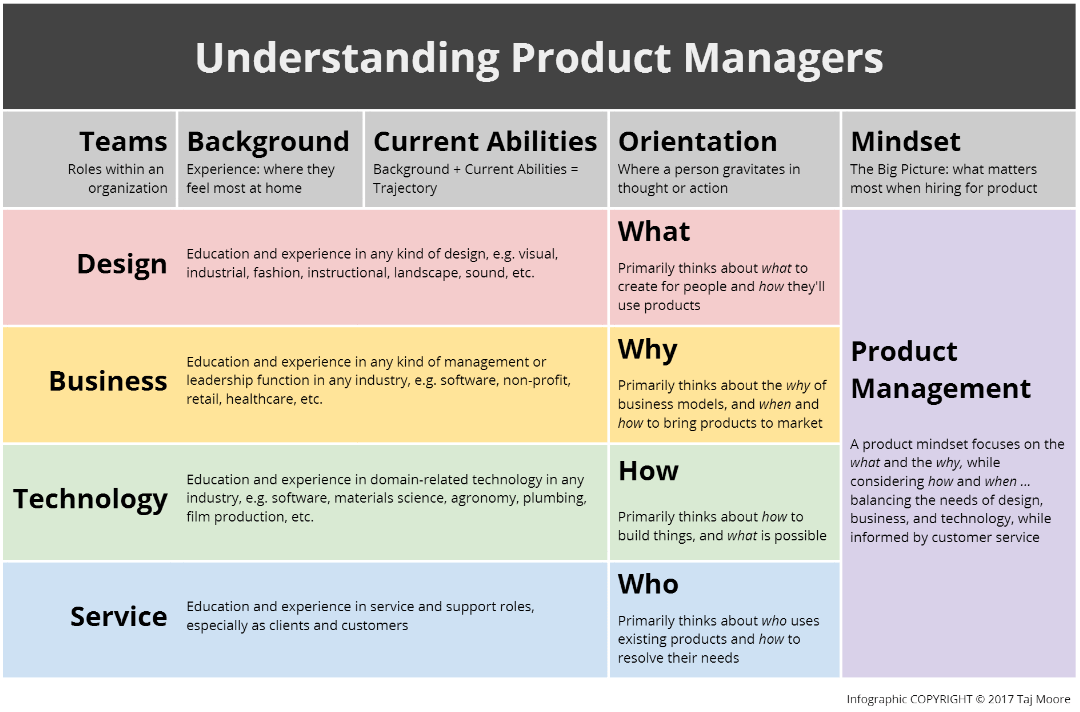 Understanding Product Managers
Teams
Roles within an
organization
Background
Experience: where they
feel most at home
Current Abilities
Background + Current Abilities =
Trajectory
Orientation
Where a person gravitates in
thought or action
Mindset
The Big Picture: what matters
most when hiring for product
Design
Education and experience in any kind of design, e.g. visual,
industrial, fashion, instructional, landscape, sound, etc.
What
Primarily thinks about what to
create for people and how they'll
use products
Business
Education and experience in any kind of management or
leadership function in any industry, e.g. software, non-profit,
retail, healthcare, etc.
Why
Primarily thinks about the why of
business models, and when and
how to bring products to market
Technology
Education and experience in domain-related technology in any
industry, e.g. software, materials science, agronomy, plumbing,
film production, etc.
How
Primarily thinks about how to
build things, and what is possible
Service
Education and experience in service and support roles,
especially as clients and customers
Who
Primarily thinks about who uses
existing products and how to
resolve their needs
Product
Management
A product mindset focuses on the
what and the why, while
considering how and when ...
balancing the needs of design,
business, and technology, while
informed by customer service
Infographic COPYRIGHT © 2017 Taj Moore